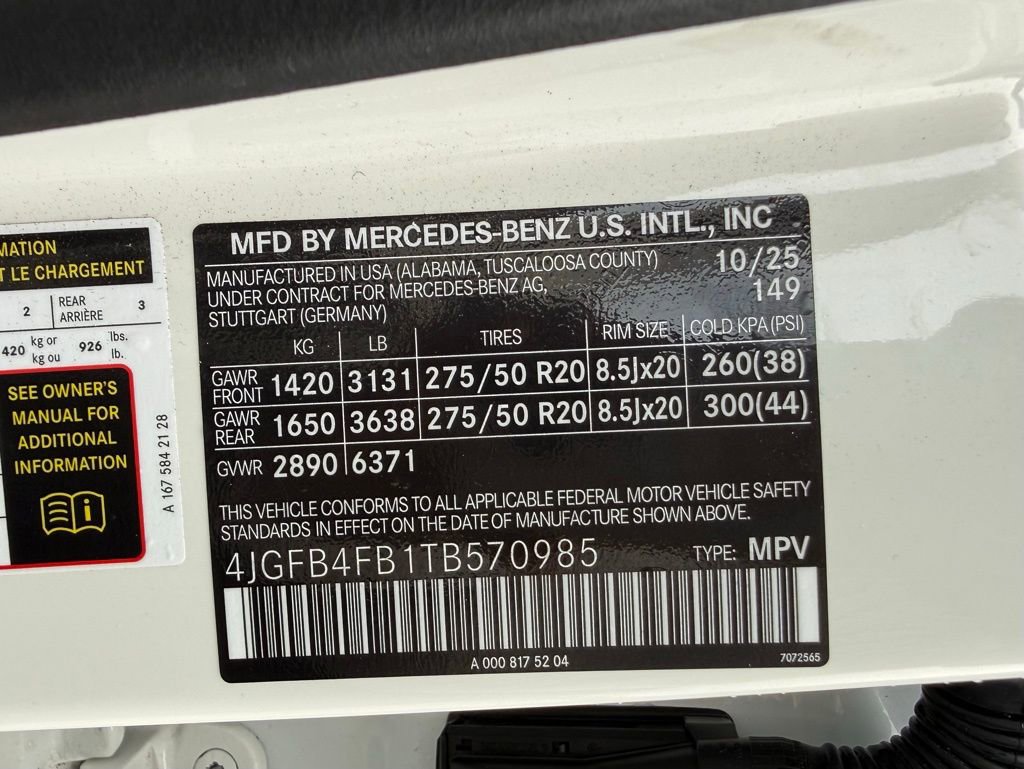 MATION
T LE CHARGEMENT
2 REAR ARRIÈRE 3
420 kg or kg ou 926 lbs. lb.
SEE OWNER'S
MANUAL FOR
ADDITIONAL
INFORMATION
A 167 584 21 28
MFD BY MERCEDES-BENZ U.S. INTL., INC
MANUFACTURED IN USA (ALABAMA, TUSCALOOSA COUNTY) 10/25
UNDER CONTRACT FOR MERCEDES-BENZ AG, 149
STUTTGART (GERMANY)
KG LB TIRES RIM SIZE COLD KPA (PSI)
GAWR FRONT 1420 3131 275/50 R20 8.5Jx20 260(38)
GAWR REAR 1650 3638 275/50 R20 8.5Jx20 300(44)
GVWR 2890 6371
THIS VEHICLE CONFORMS TO ALL APPLICABLE FEDERAL MOTOR VEHICLE SAFETY
STANDARDS IN EFFECT ON THE DATE OF MANUFACTURE SHOWN ABOVE.
4JGFB4FB1TB570985 TYPE: MPV
A 000 817 52 04 7072565